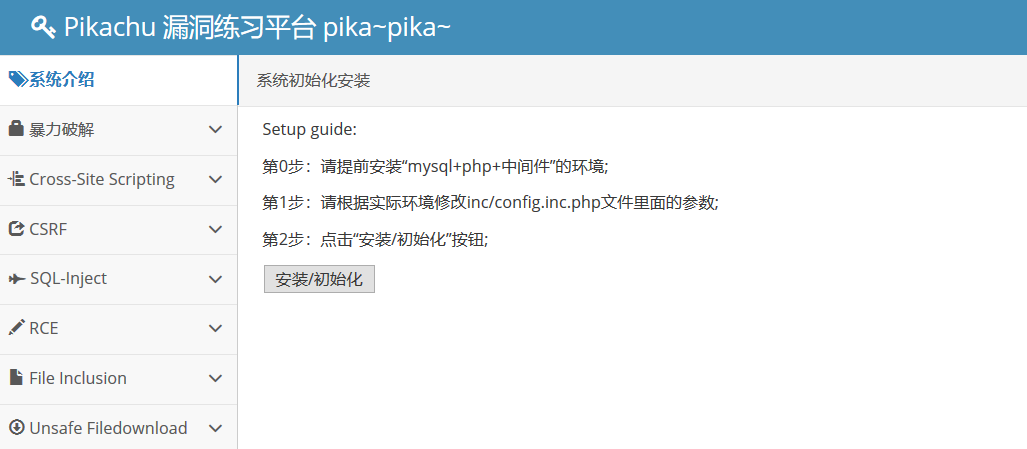 Pikachu 漏洞练习平台 pika~pika~
系统介绍
暴力破解
Cross-Site Scripting
CSRF
SQL-Inject
RCE
File Inclusion
Unsafe Filedownload
系统初始化安装
Setup guide:
第0步：请提前安装“mysql+php+中间件”的环境;
第1步：请根据实际环境修改inc/config.inc.php文件里面的参数;
第2步：点击“安装/初始化”按钮;
安装/初始化